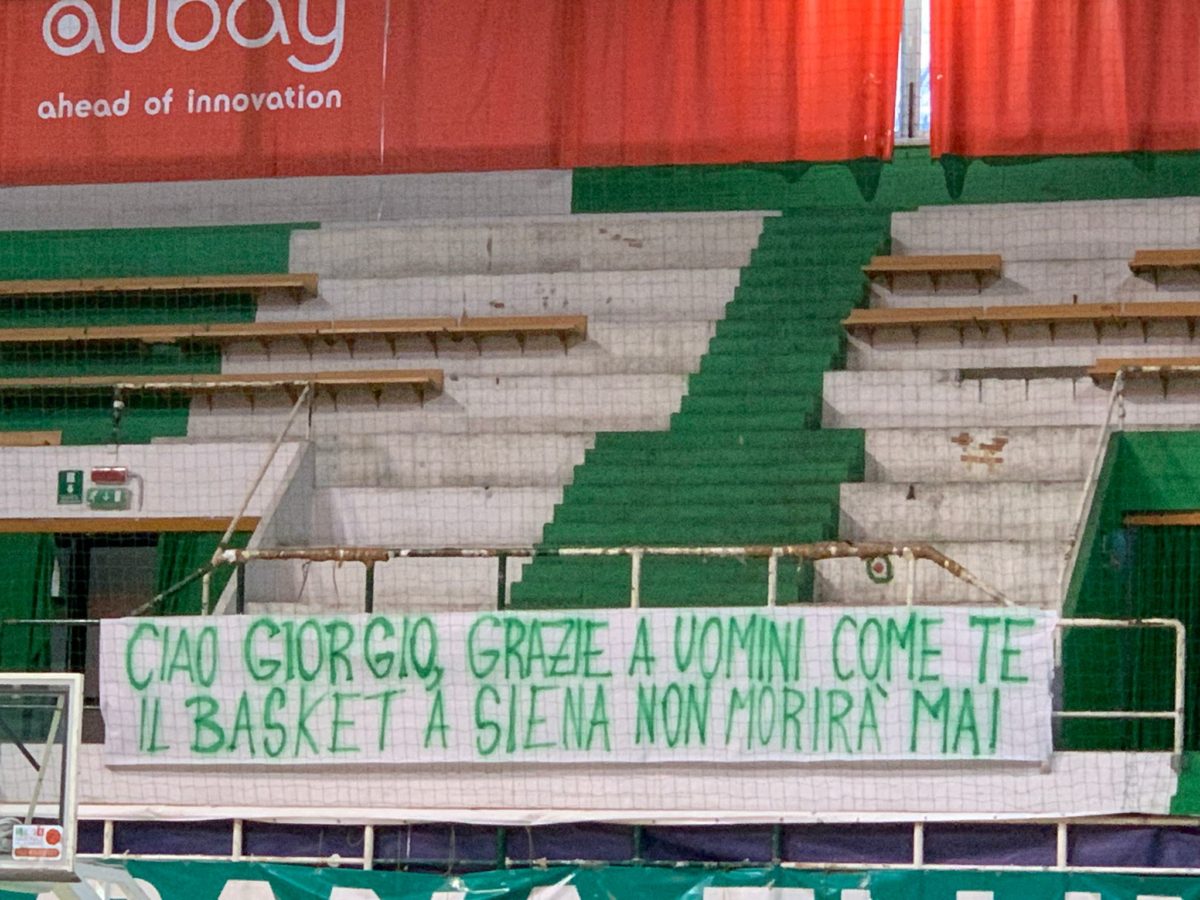 aubay
ahead of innovation
CIAO GIORGIO, GRAZIE A UOMINI COME TE
IL BASKET A SIENA NON MORIRÀ MAI